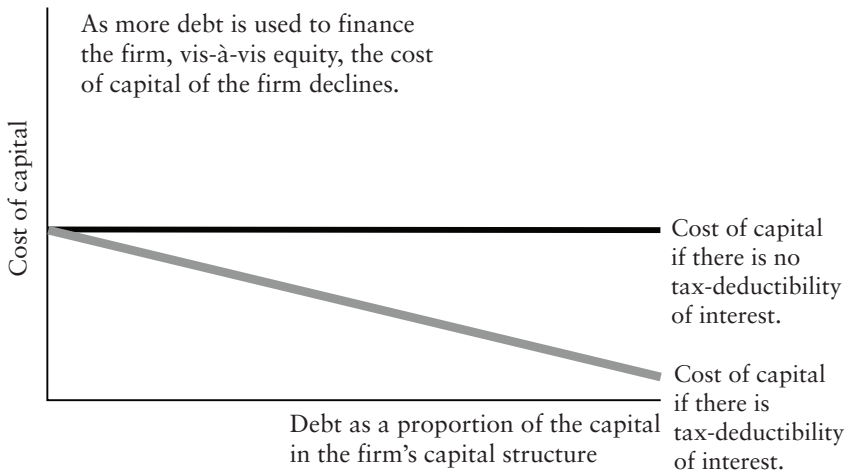 As more debt is used to finance
the firm, vis-à-vis equity, the cost
of capital of the firm declines.
Cost of capital
Cost of capital
if there is no
tax-deductibility
of interest.
Cost of capital
if there is
tax-deductibility
of interest.
Debt as a proportion of the capital
in the firm’s capital structure